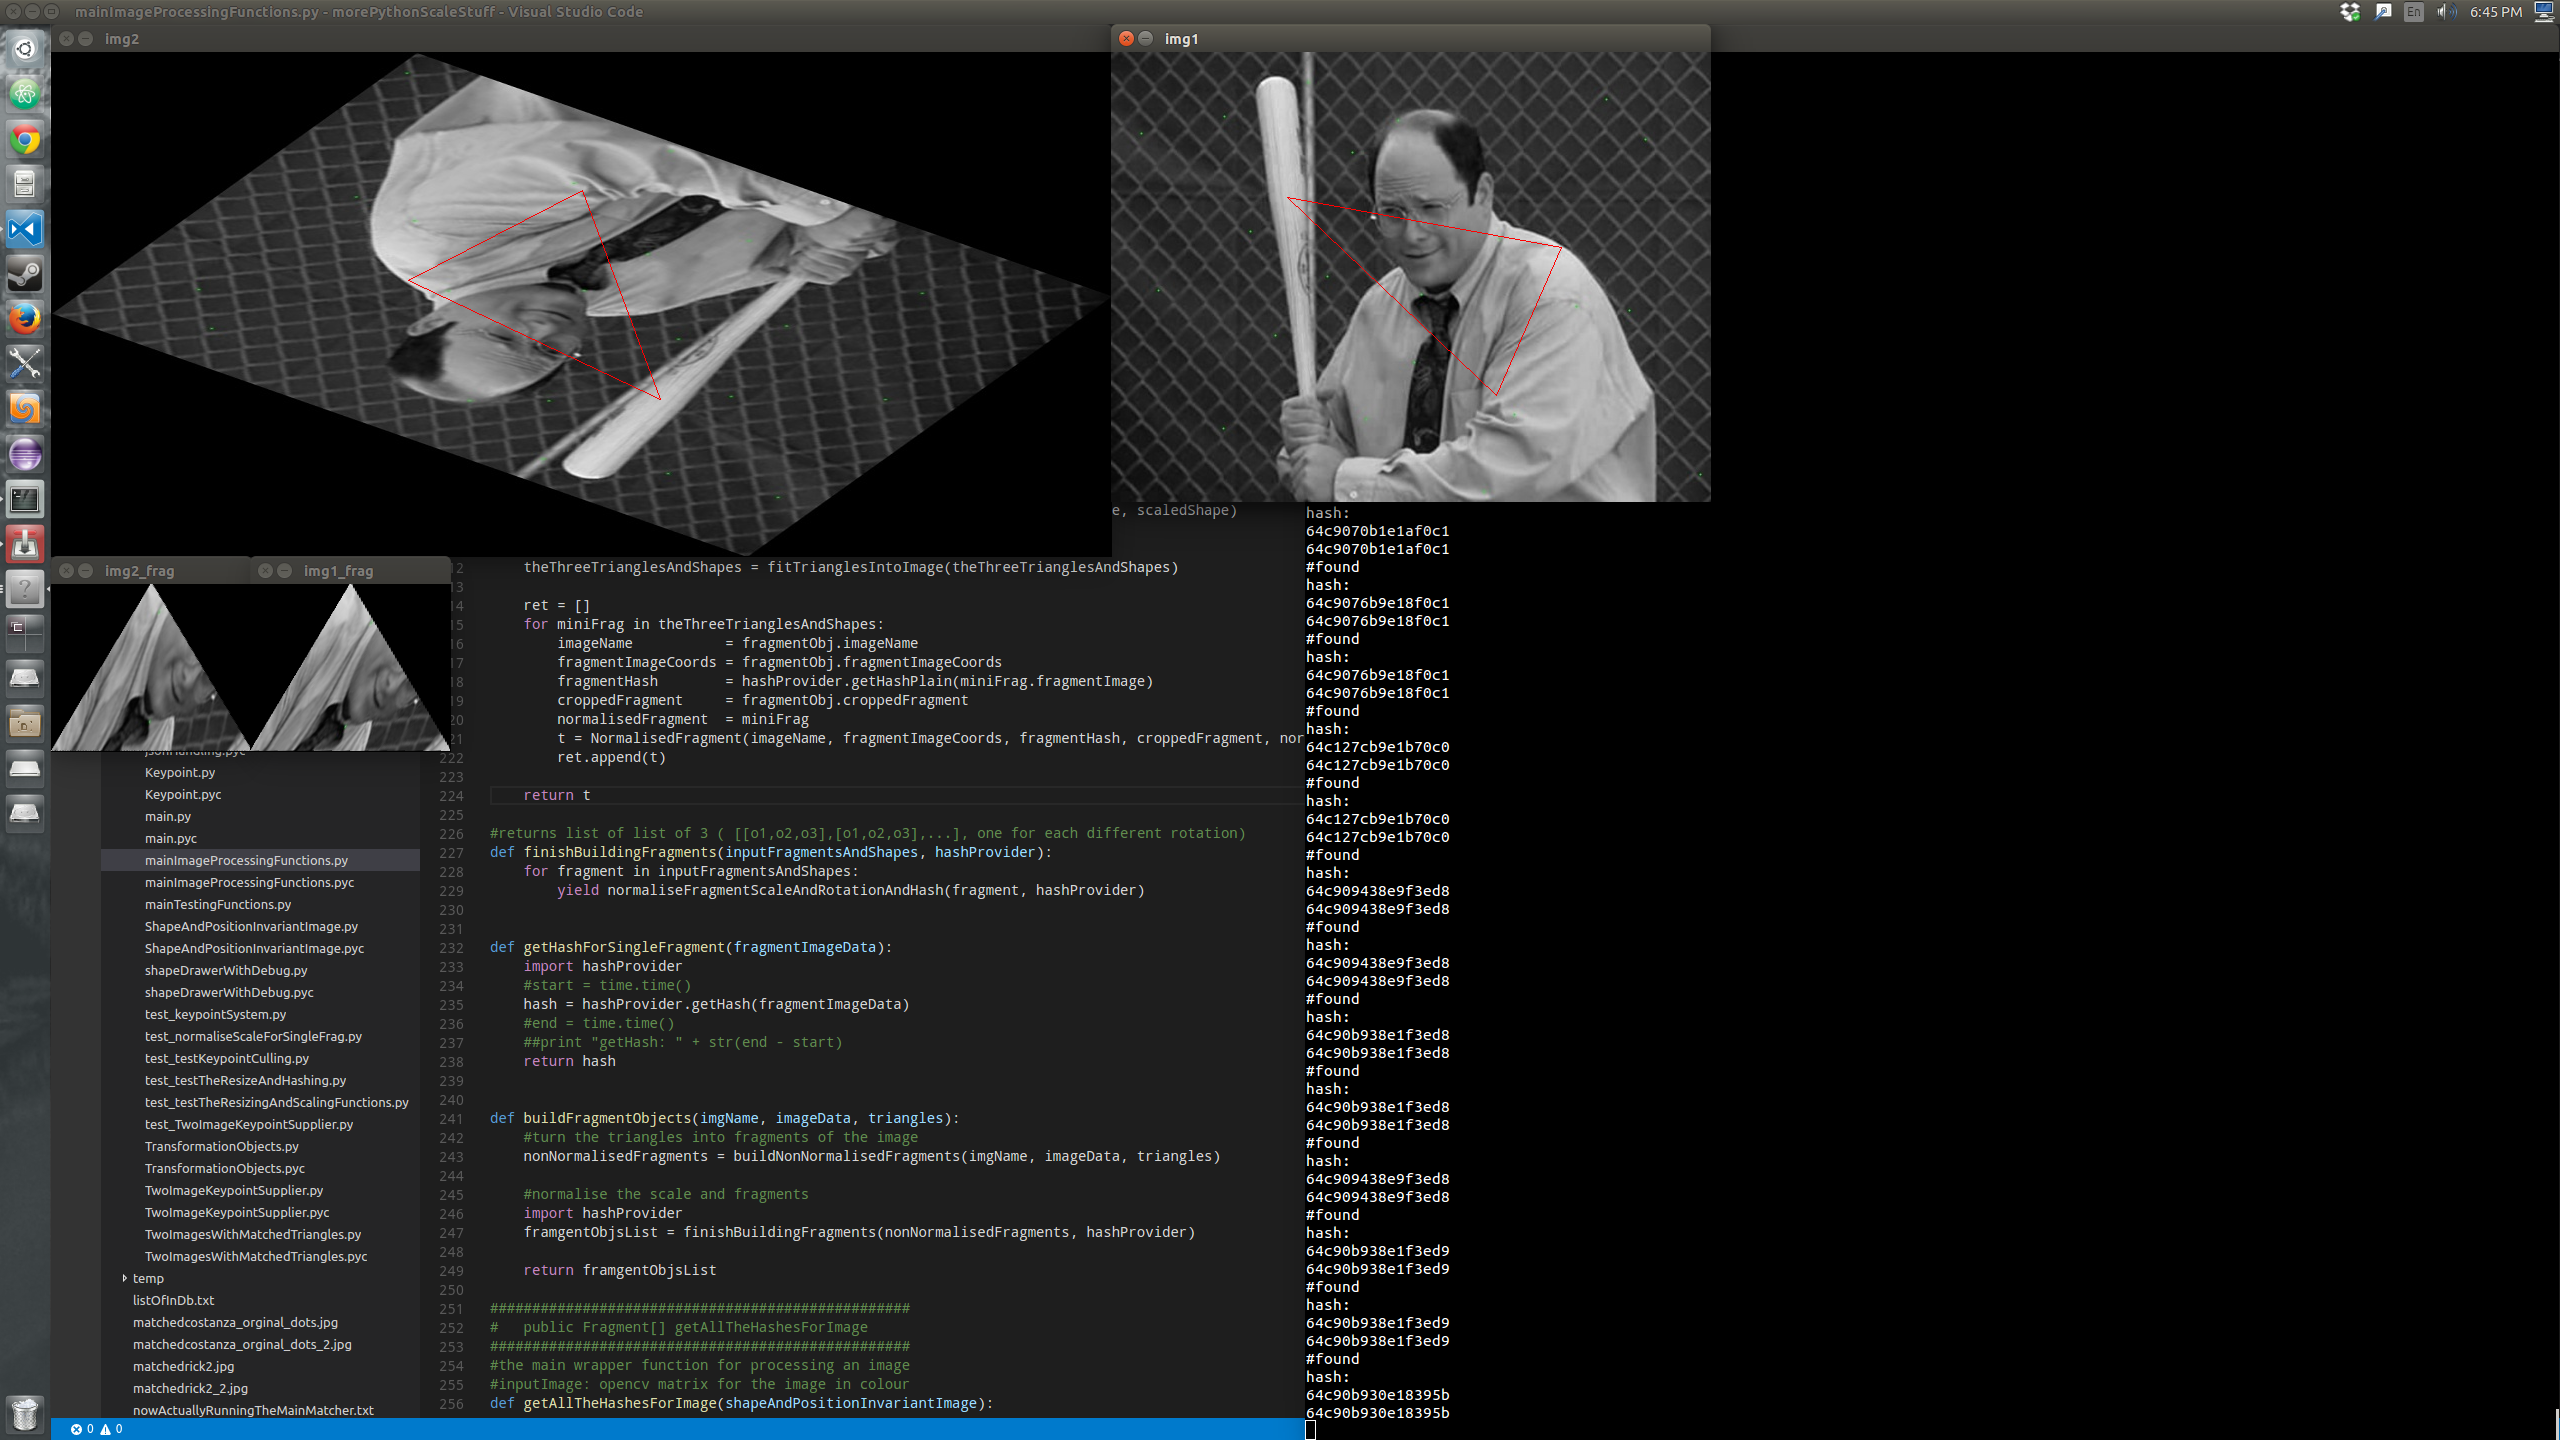 mainImageProcessingFunctions.py - morePythonScaleStuff - Visual Studio Code
En
6:45 PM
img2
img1
img2_frag
img1_frag
e, scaledShape)
12 theThreeTrianglesAndShapes = fitTrianglesIntoImage(theThreeTrianglesAndShapes)
13
14 ret = []
15 for miniFrag in theThreeTrianglesAndShapes:
16 imageName = fragmentObj.imageName
17 fragmentImageCoords = fragmentObj.fragmentImageCoords
18 fragmentHash = hashProvider.getHashPlain(miniFrag.fragmentImage)
19 croppedFragment = fragmentObj.croppedFragment
20 normalisedFragment = miniFrag
21 t = NormalisedFragment(imageName, fragmentImageCoords, fragmentHash, croppedFragment, nor
222 ret.append(t)
223
224 return t
225
226 #returns list of list of 3 ( [[o1,o2,o3],[o1,o2,o3],...], one for each different rotation)
227 def finishBuildingFragments(inputFragmentsAndShapes, hashProvider):
228 for fragment in inputFragmentsAndShapes:
229 yield normaliseFragmentScaleAndRotationAndHash(fragment, hashProvider)
230
231
232 def getHashForSingleFragment(fragmentImageData):
233 import hashProvider
234 #start = time.time()
235 hash = hashProvider.getHash(fragmentImageData)
236 #end = time.time()
237 ##print "getHash: " + str(end - start)
238 return hash
239
240
241 def buildFragmentObjects(imgName, imageData, triangles):
242 #turn the triangles into fragments of the image
243 nonNormalisedFragments = buildNonNormalisedFragments(imgName, imageData, triangles)
244
245 #normalise the scale and fragments
246 import hashProvider
247 framgentObjsList = finishBuildingFragments(nonNormalisedFragments, hashProvider)
248
249 return framgentObjsList
250
251 ##################################################
252 # public Fragment[] getAllTheHashesForImage
253 ##################################################
254 #the main wrapper function for processing an image
255 #inputImage: opencv matrix for the image in colour
256 def getAllTheHashesForImage(shapeAndPositionInvariantImage):
jsonHandling.pyc
Keypoint.py
Keypoint.pyc
main.py
main.pyc
mainImageProcessingFunctions.py
mainImageProcessingFunctions.pyc
mainTestingFunctions.py
ShapeAndPositionInvariantImage.py
ShapeAndPositionInvariantImage.pyc
shapeDrawerWithDebug.py
shapeDrawerWithDebug.pyc
test_keypointSystem.py
test_normaliseScaleForSingleFrag.py
test_testKeypointCulling.py
test_testTheResizeAndHashing.py
test_testTheResizingAndScalingFunctions.py
test_TwoImageKeypointSupplier.py
TransformationObjects.py
TransformationObjects.pyc
TwoImageKeypointSupplier.py
TwoImageKeypointSupplier.pyc
TwoImagesWithMatchedTriangles.py
TwoImagesWithMatchedTriangles.pyc
temp
listOfInDb.txt
matchedcostanza_orginal_dots.jpg
matchedcostanza_orginal_dots_2.jpg
matchedrick2.jpg
matchedrick2_2.jpg
nowActuallyRunningTheMainMatcher.txt
0 0
hash:
64c9070b1e1af0c1
64c9070b1e1af0c1
#found
hash:
64c9076b9e18f0c1
64c9076b9e18f0c1
#found
hash:
64c9076b9e18f0c1
64c9076b9e18f0c1
#found
hash:
64c127cb9e1b70c0
64c127cb9e1b70c0
#found
hash:
64c127cb9e1b70c0
64c127cb9e1b70c0
#found
hash:
64c909438e9f3ed8
64c909438e9f3ed8
#found
hash:
64c909438e9f3ed8
64c909438e9f3ed8
#found
hash:
64c90b938e1f3ed8
64c90b938e1f3ed8
#found
hash:
64c90b938e1f3ed8
64c90b938e1f3ed8
#found
hash:
64c909438e9f3ed8
64c909438e9f3ed8
#found
hash:
64c90b938e1f3ed9
64c90b938e1f3ed9
#found
hash:
64c90b938e1f3ed9
64c90b938e1f3ed9
#found
hash:
64c90b930e18395b
64c90b930e18395b